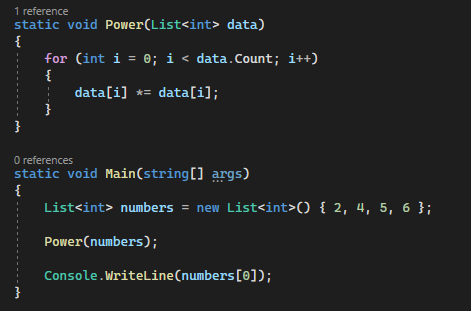 1 reference
static void Power(List<int> data)
{
for (int i = 0; i < data.Count; i++)
{
data[i] *= data[i];
}
}
0 references
static void Main(string[] args)
{
List<int> numbers = new List<int>() { 2, 4, 5, 6 };
Power(numbers);
Console.WriteLine(numbers[0]);
}